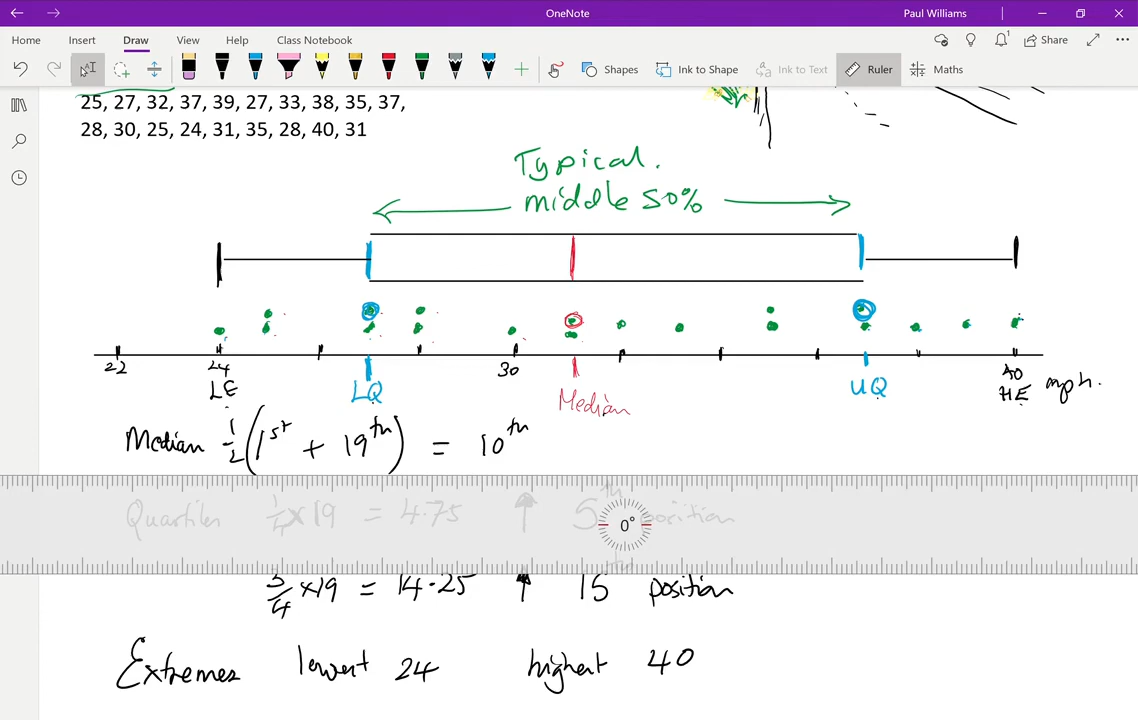 OneNote
Paul Williams
Home Insert Draw View Help Class Notebook
Share
Shapes Ink to Shape Ink to Text Ruler Maths
25, 27, 32, 37, 39, 27, 33, 38, 35, 37,
28, 30, 25, 24, 31, 35, 28, 40, 31
Typical.
middle 50%
22 24 30 40 mph.
LE LQ Median UQ HE
Median 1/2 (1st + 19th) = 10th
Quartiles 1/4 × 19 = 4.75 ↑ 5th position
0°
3/4 × 19 = 14.25 ↑ 15th position
Extremes lowest 24 highest 40